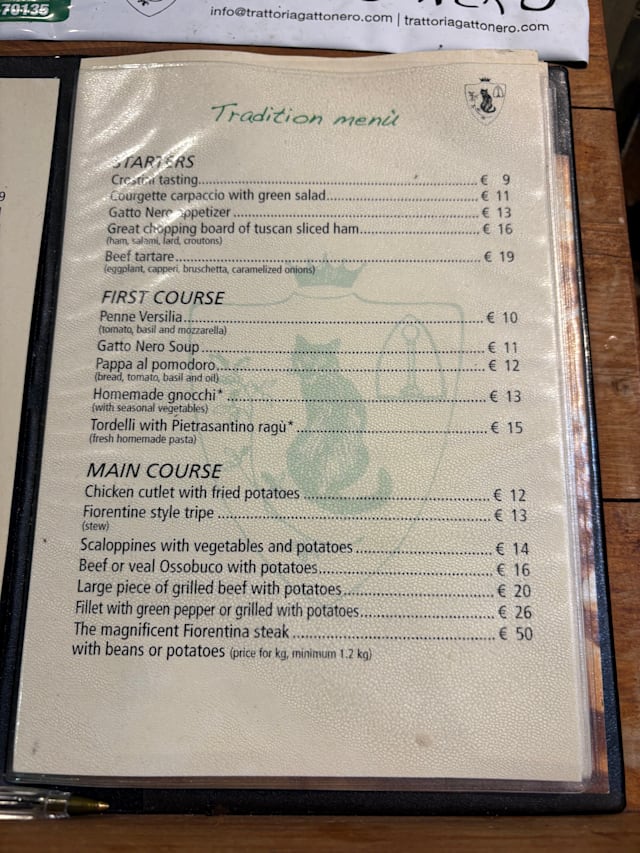 70135
info@trattoriagattonero.com | trattoriagattonero.com
9
Tradition menù
STARTERS
Crostini tasting € 9
Courgette carpaccio with green salad € 11
Gatto Nero appetizer € 13
Great chopping board of tuscan sliced ham € 16
(ham, salami, lard, croutons)
Beef tartare € 19
(eggplant, capperi, bruschetta, caramelized onions)
FIRST COURSE
Penne Versilia € 10
(tomato, basil and mozzarella)
Gatto Nero Soup € 11
Pappa al pomodoro € 12
(bread, tomato, basil and oil)
Homemade gnocchi* € 13
(with seasonal vegetables)
Tordelli with Pietrasantino ragù* € 15
(fresh homemade pasta)
MAIN COURSE
Chicken cutlet with fried potatoes € 12
Fiorentine style tripe € 13
(stew)
Scaloppines with vegetables and potatoes € 14
Beef or veal Ossobuco with potatoes € 16
Large piece of grilled beef with potatoes € 20
Fillet with green pepper or grilled with potatoes € 26
The magnificent Fiorentina steak € 50
with beans or potatoes (price for kg, minimum 1.2 kg)